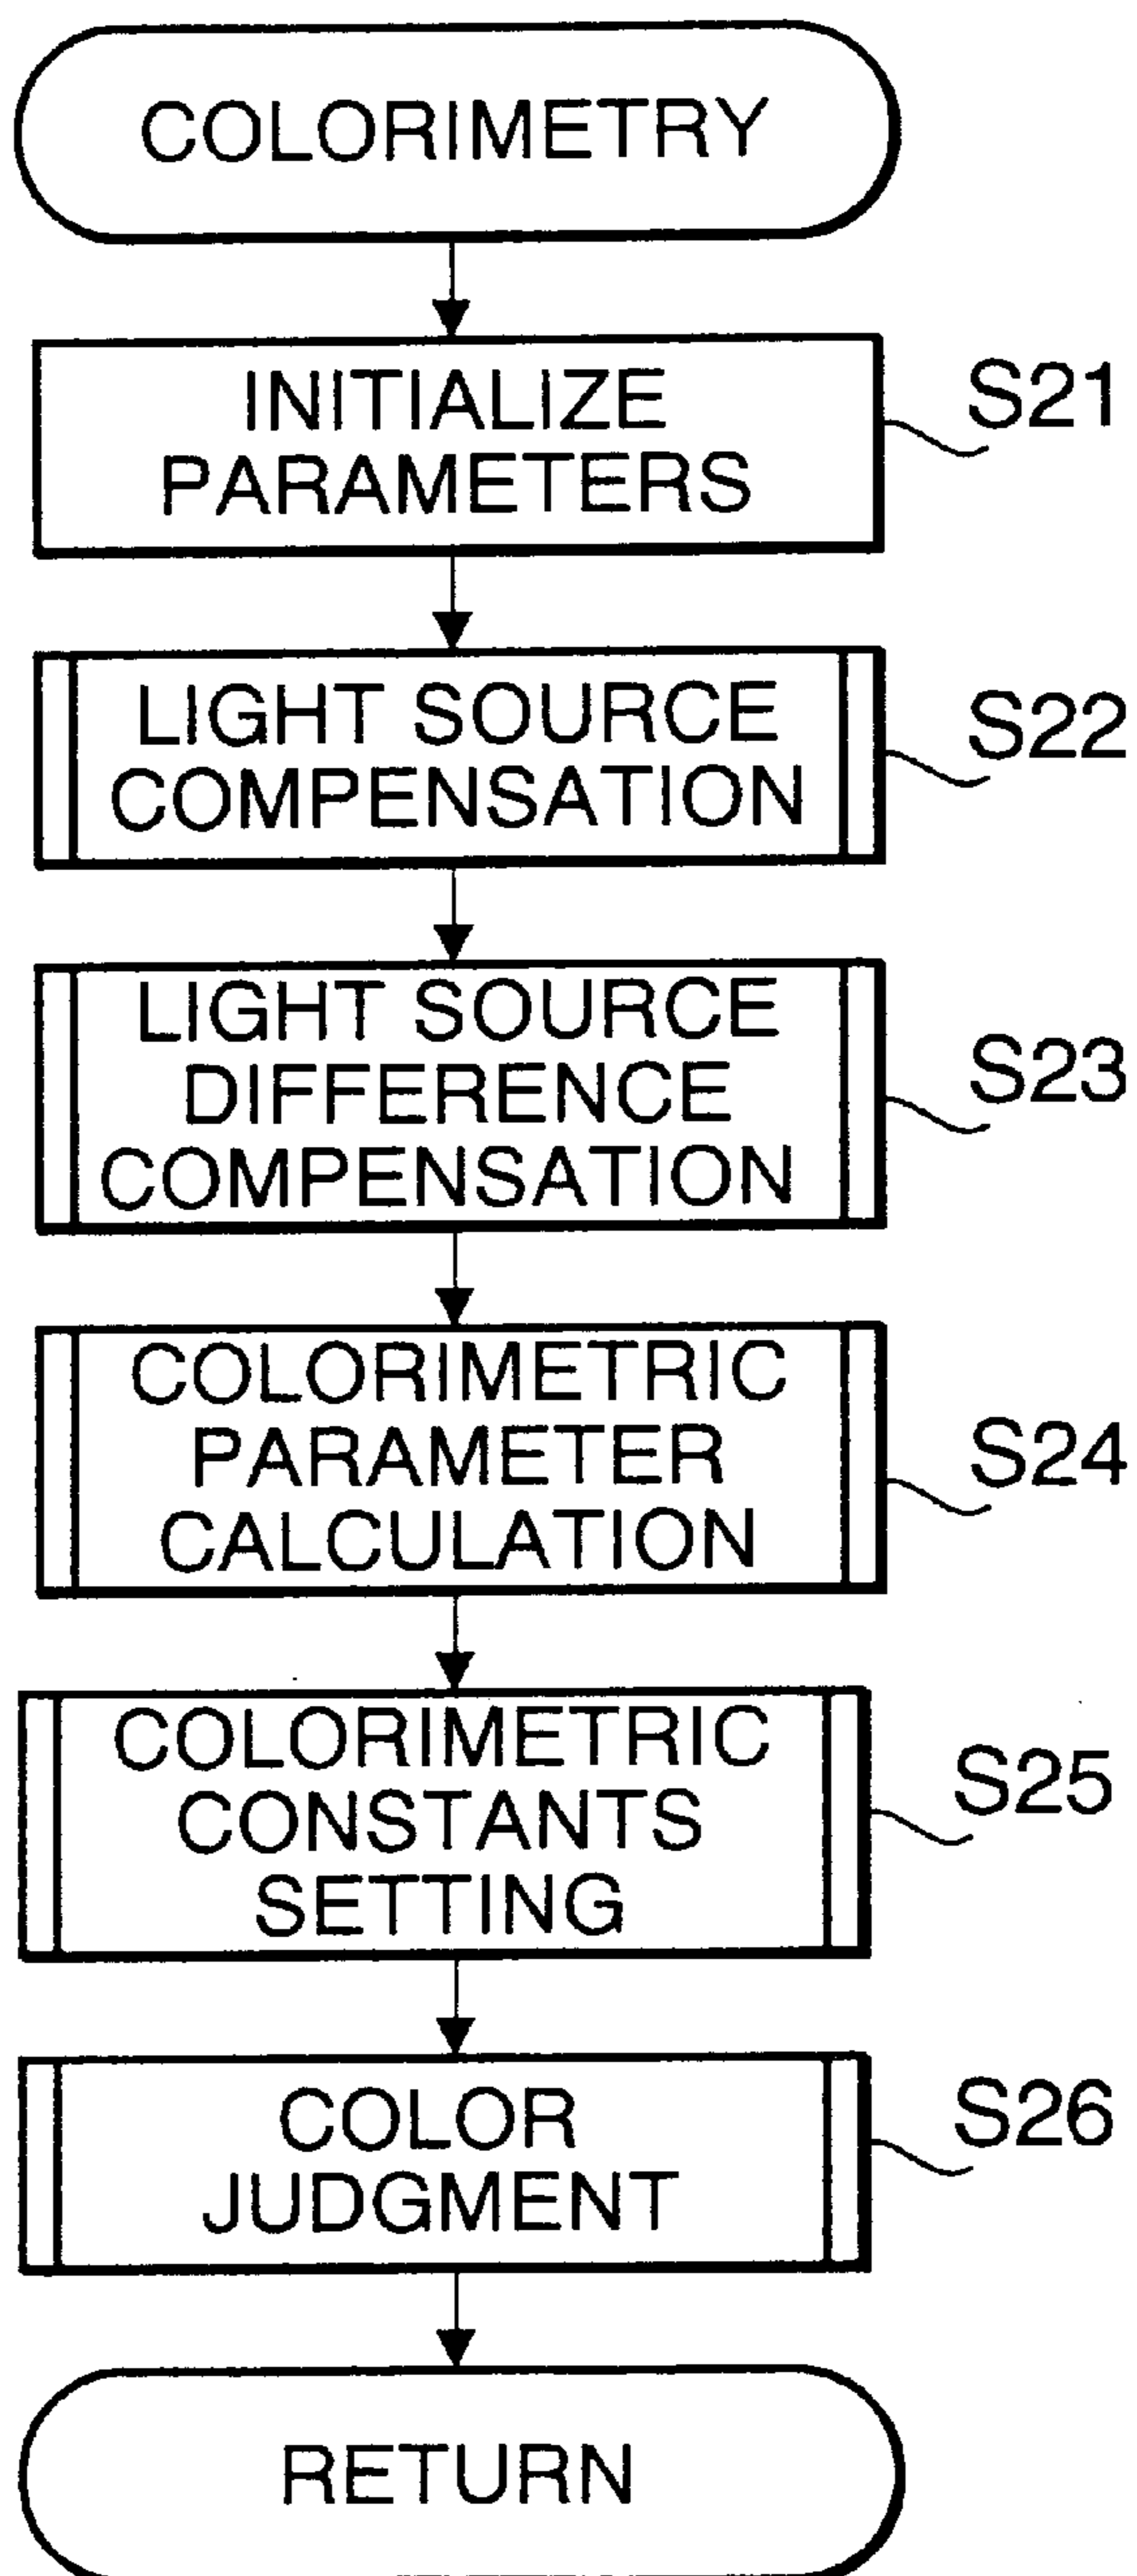 COLORIMETRY
INITIALIZE
PARAMETERS
S21
LIGHT SOURCE
COMPENSATION
S22
LIGHT SOURCE
DIFFERENCE
COMPENSATION
S23
COLORIMETRIC
PARAMETER
CALCULATION
S24
COLORIMETRIC
CONSTANTS
SETTING
S25
COLOR
JUDGMENT
S26
RETURN